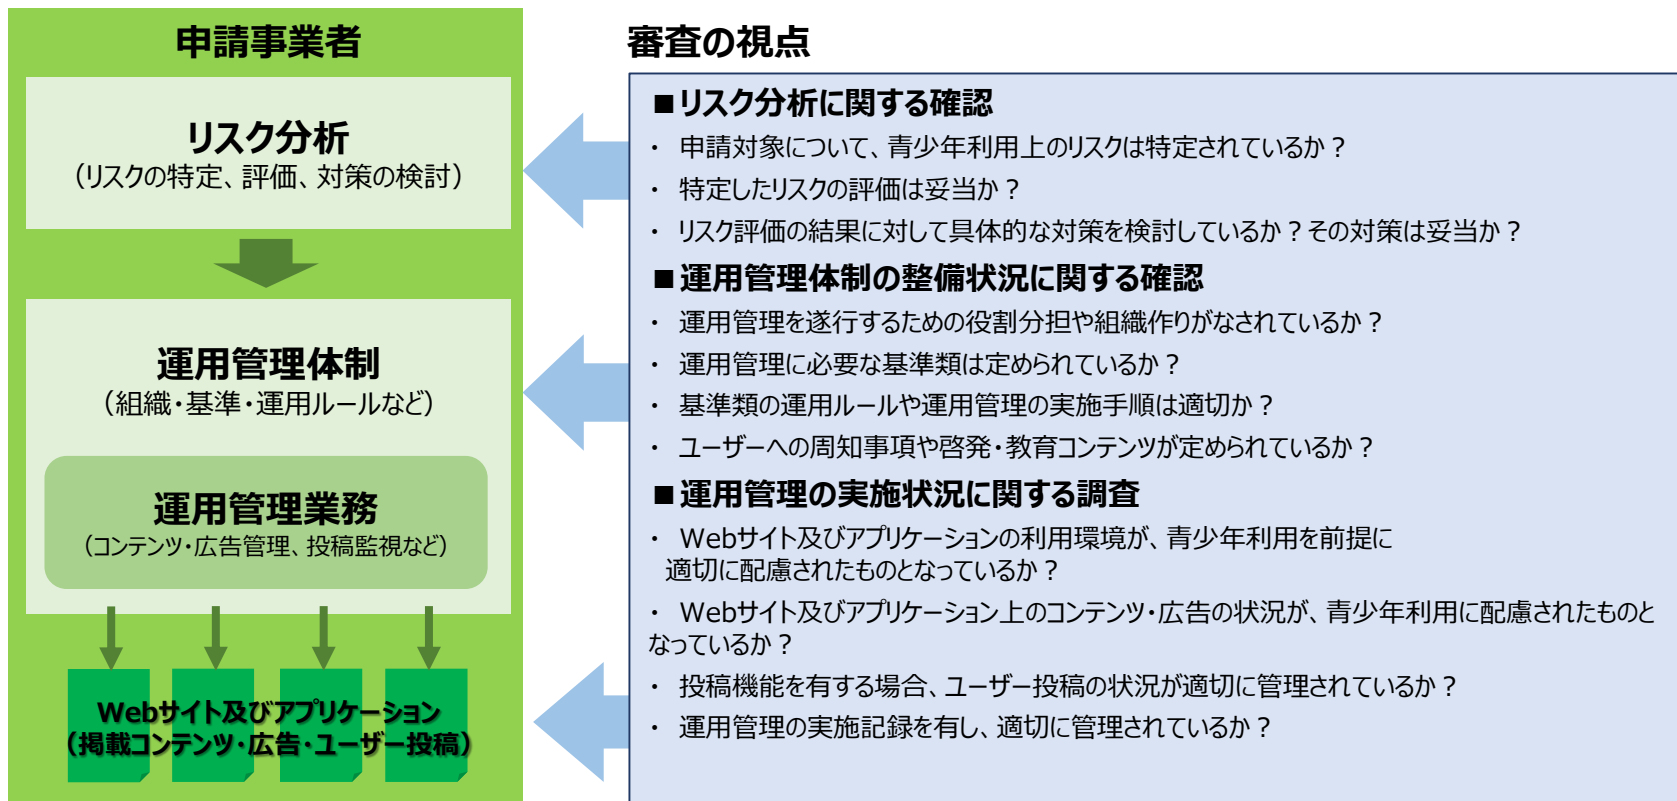 申請事業者
リスク分析
（リスクの特定、評価、対策の検討）
運用管理体制
（組織・基準・運用ルールなど）
運用管理業務
（コンテンツ・広告管理、投稿監視など）
Webサイト及びアプリケーション
（掲載コンテンツ・広告・ユーザー投稿）
審査の視点
■リスク分析に関する確認
・ 申請対象について、青少年利用上のリスクは特定されているか？
・ 特定したリスクの評価は妥当か？
・ リスク評価の結果に対して具体的な対策を検討しているか？その対策は妥当か？
■運用管理体制の整備状況に関する確認
・ 運用管理を遂行するための役割分担や組織作りがなされているか？
・ 運用管理に必要な基準類は定められているか？
・ 基準類の運用ルールや運用管理の実施手順は適切か？
・ ユーザーへの周知事項や啓発・教育コンテンツが定められているか？
■運用管理の実施状況に関する調査
・ Webサイト及びアプリケーションの利用環境が、青少年利用を前提に
適切に配慮されたものとなっているか？
・ Webサイト及びアプリケーション上のコンテンツ・広告の状況が、青少年利用に配慮されたものと
なっているか？
・ 投稿機能を有する場合、ユーザー投稿の状況が適切に管理されているか？
・ 運用管理の実施記録を有し、適切に管理されているか？